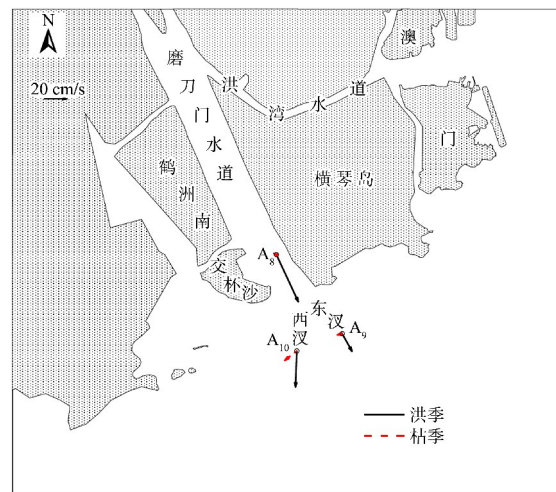 N
20 cm/s
磨刀门水道
洪湾水道
澳门
鹤洲南
横琴岛
交杯沙
A8
东汊
西汊
A9
A10
洪季
枯季